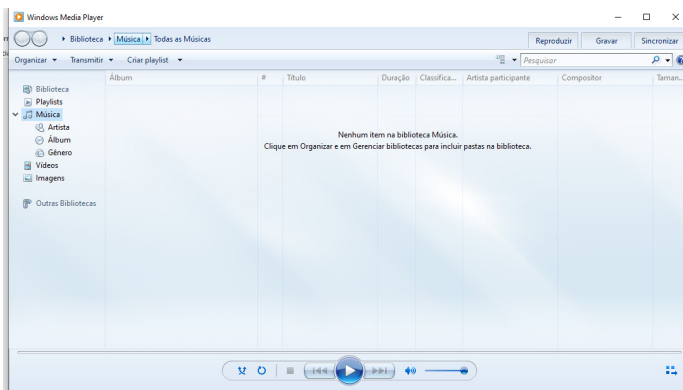 Windows Media Player
Biblioteca Música Todas as Músicas
Reproduzir Gravar Sincronizar
Organizar Transmitir Criar playlist Pesquisar
Álbum # Título Duração Classifica... Artista participante Compositor Taman...
Biblioteca
Playlists
Música
Artista
Álbum
Gênero
Vídeos
Imagens
Outras Bibliotecas
Nenhum item na biblioteca Música.
Clique em Organizar e em Gerenciar bibliotecas para incluir pastas na biblioteca.